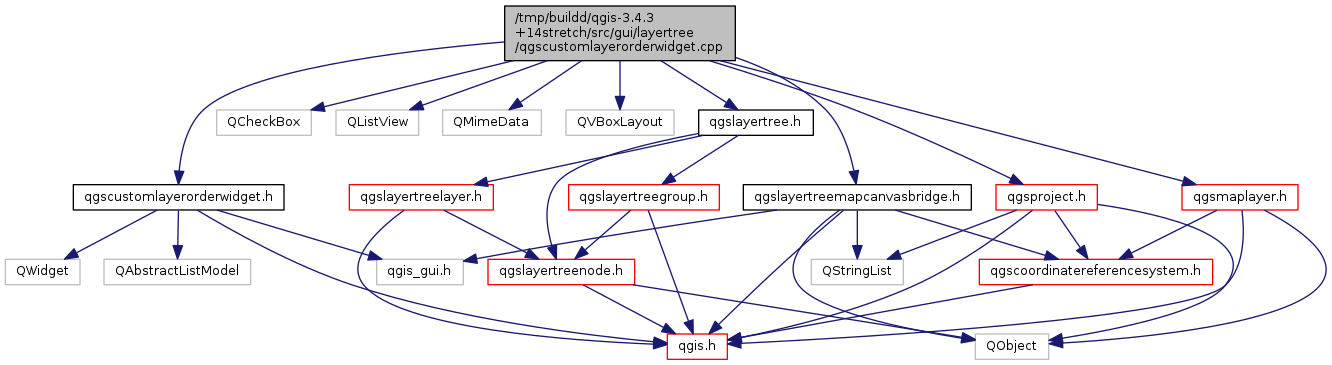 /tmp/buildd/qgis-3.4.3
+14stretch/src/gui/layertree
/qgscustomlayerorderwidget.cpp
QCheckBox
QListView
QMimeData
QVBoxLayout
qgslayertree.h
qgscustomlayerorderwidget.h
qgslayertreelayer.h
qgslayertreegroup.h
qgslayertreemapcanvasbridge.h
qgsproject.h
qgsmaplayer.h
QWidget
QAbstractListModel
qgis_gui.h
qgslayertreenode.h
QStringList
qgscoordinatereferencesystem.h
qgis.h
QObject